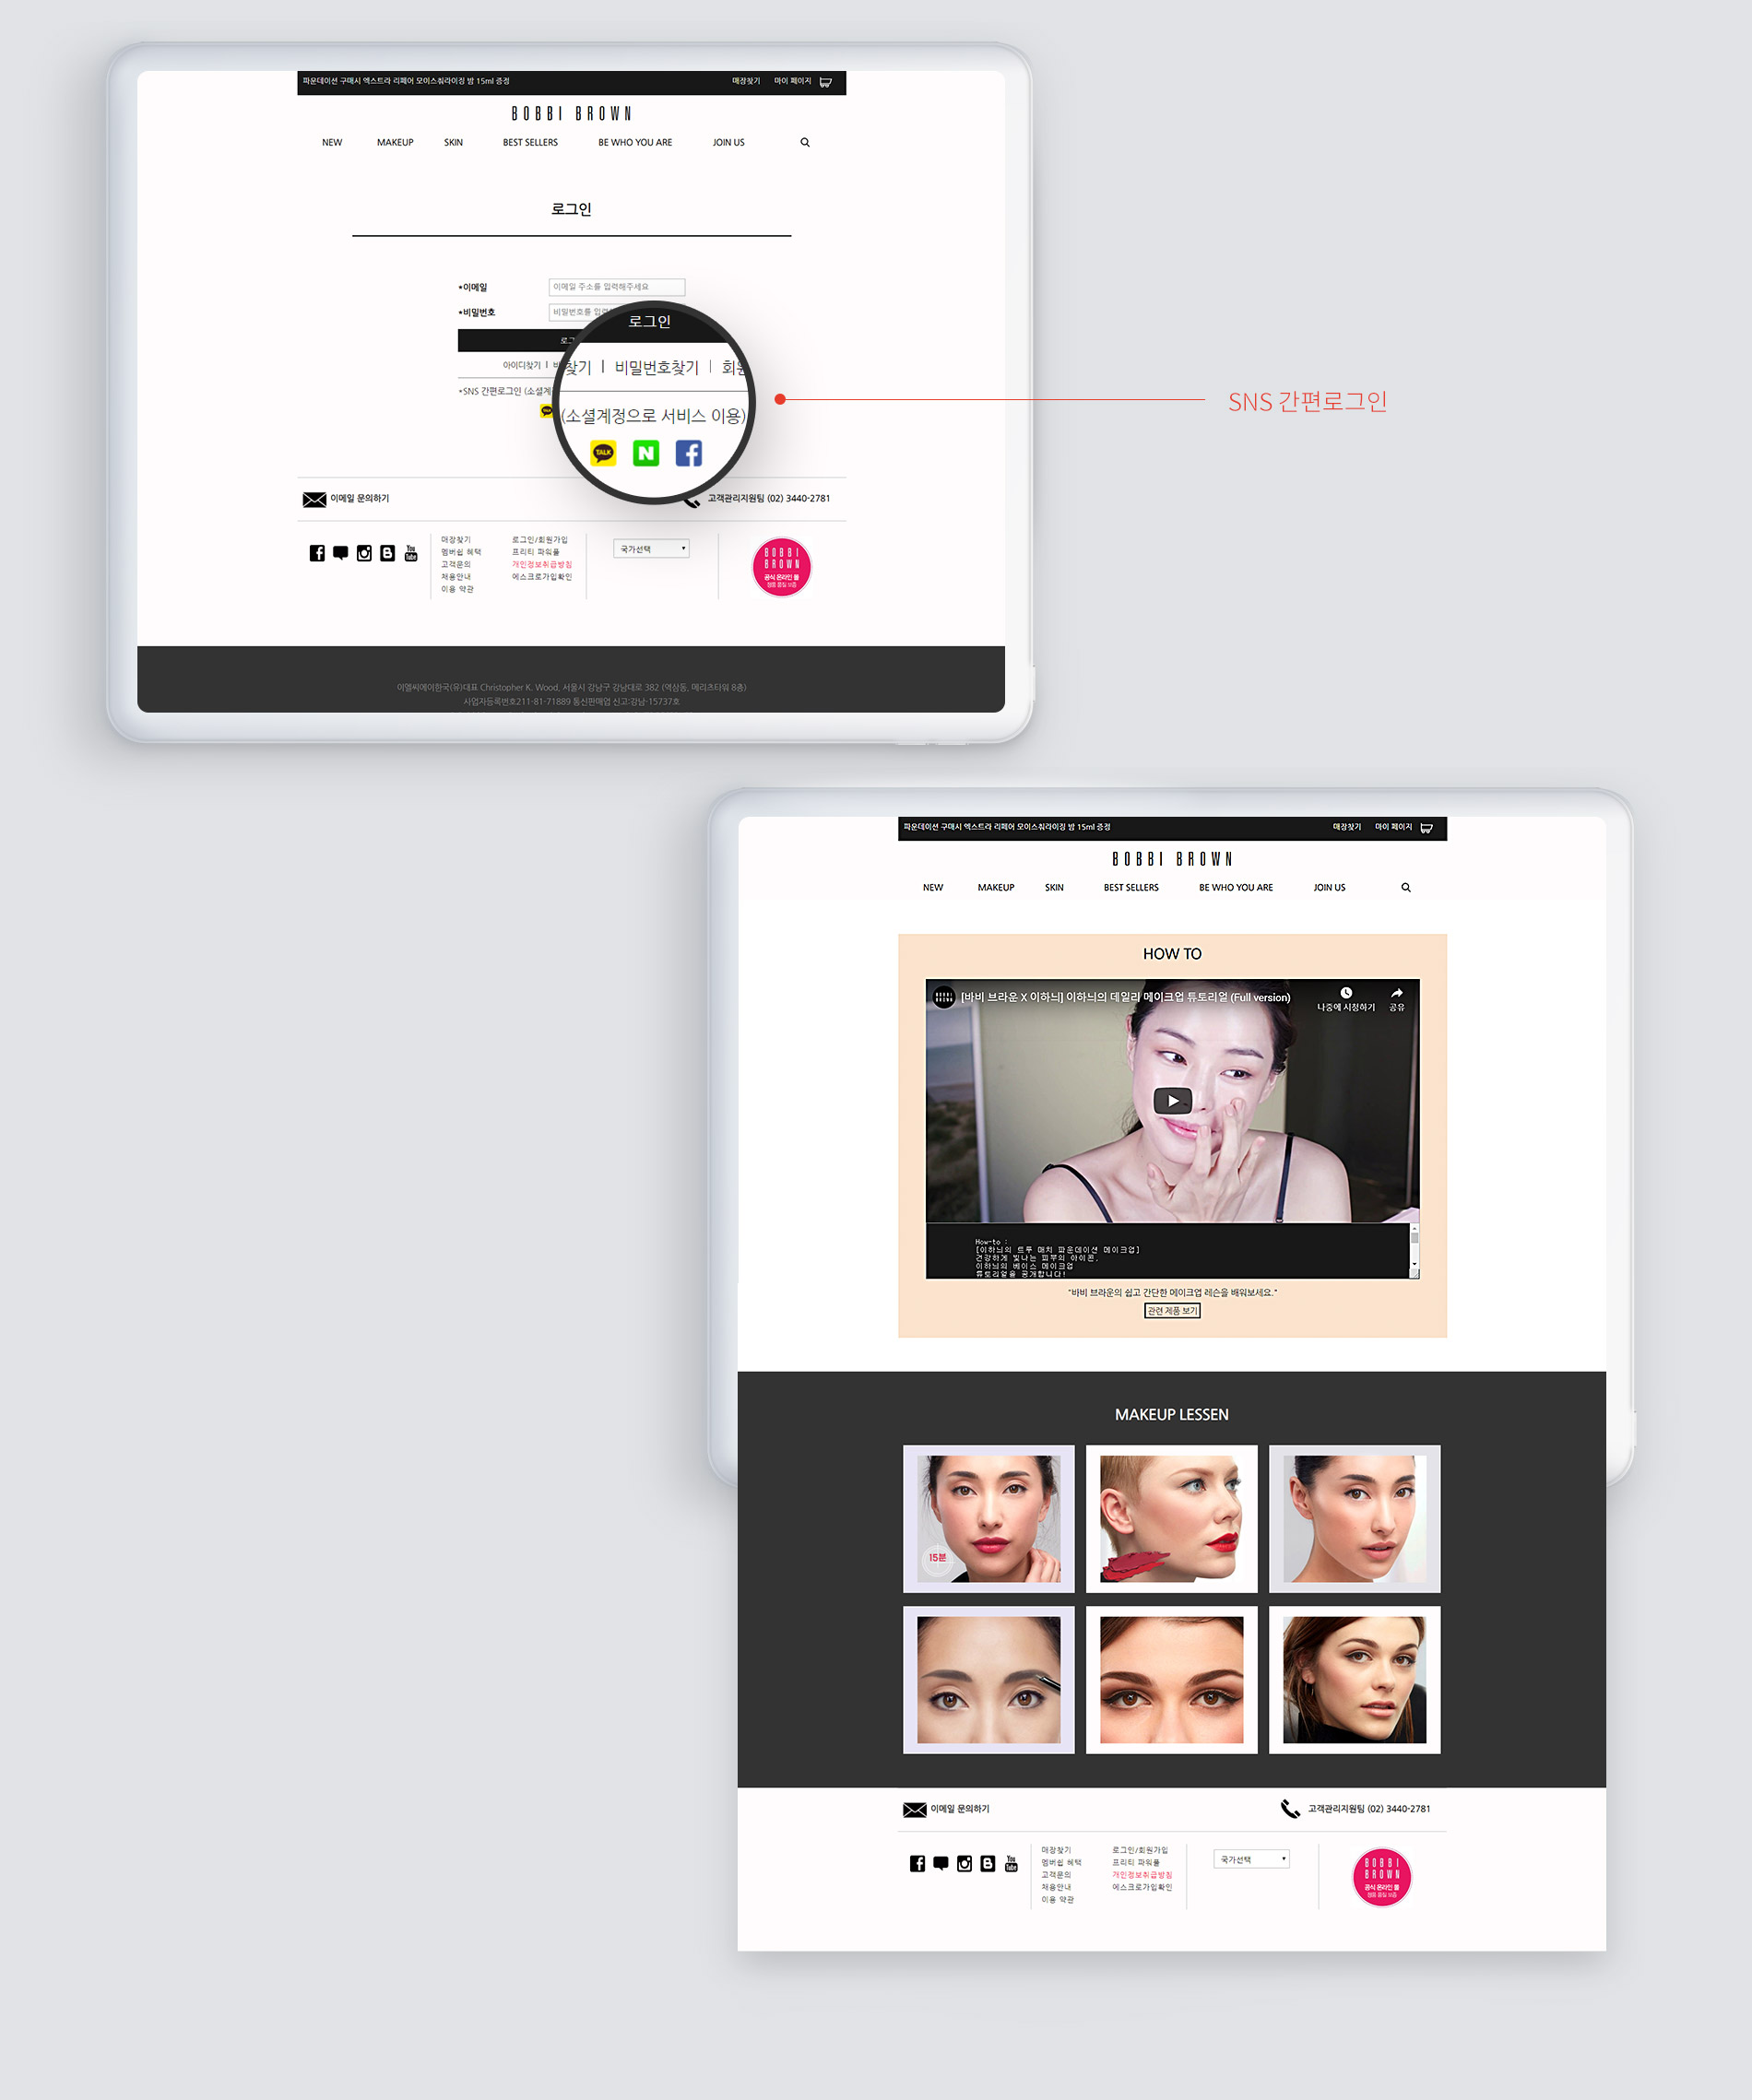 파운데이션 구매시 엑스트라 리페어 모이스춰라이징 밤 15ml 증정
매장찾기 마이 페이지
BOBBI BROWN
NEW MAKEUP SKIN BEST SELLERS BE WHO YOU ARE JOIN US
로그인
*이메일 이메일 주소를 입력해주세요
*비밀번호 비밀번호를
로그인
아이디찾기 |
찾기 | 비밀번호찾기 |
*SNS 간편로그인 (소셜계
(소셜계정으로 서비스 이용)
TALK
TALK N f
SNS 간편로그인
이메일 문의하기
고객관리지원팀 (02) 3440-2781
You Tube
매장찾기
멤버쉽 혜택
고객문의
채용안내
이용 약관
로그인/회원가입
프리티 파워풀
개인정보취급방침
에스크로가입확인
국가선택
BOBBI
BROWN
공식 온라인 몰
정품 품질 보증
이엘씨에이한국(유)대표 Christopher K. Wood, 서울시 강남구 강남대로 382 (역삼동, 메리츠타워 8층)
사업자등록번호211-81-71889 통신판매업 신고:강남-15737호
파운데이션 구매시 엑스트라 리페어 모이스춰라이징 밤 15ml 증정
매장찾기 마이 페이지
BOBBI BROWN
NEW MAKEUP SKIN BEST SELLERS BE WHO YOU ARE JOIN US
HOW TO
BOBBI BROWN
[바비 브라운 X 이하늬] 이하늬의 데일리 메이크업 튜토리얼 (Full version)
나중에 시청하기 공유
How-to :
[이하늬의 트루 매치 파운데이션 메이크업]
건강하게 빛나는 피부의 아이콘,
이하늬의 베이스 메이크업
튜토리얼을 공개합니다!
"바비 브라운의 쉽고 간단한 메이크업 레슨을 배워보세요."
관련 제품 보기
MAKEUP LESSEN
15분
이메일 문의하기
고객관리지원팀 (02) 3440-2781
You Tube
매장찾기
멤버쉽 혜택
고객문의
채용안내
이용 약관
로그인/회원가입
프리티 파워풀
개인정보취급방침
에스크로가입확인
국가선택
BOBBI
BROWN
공식 온라인 몰
정품 품질 보증